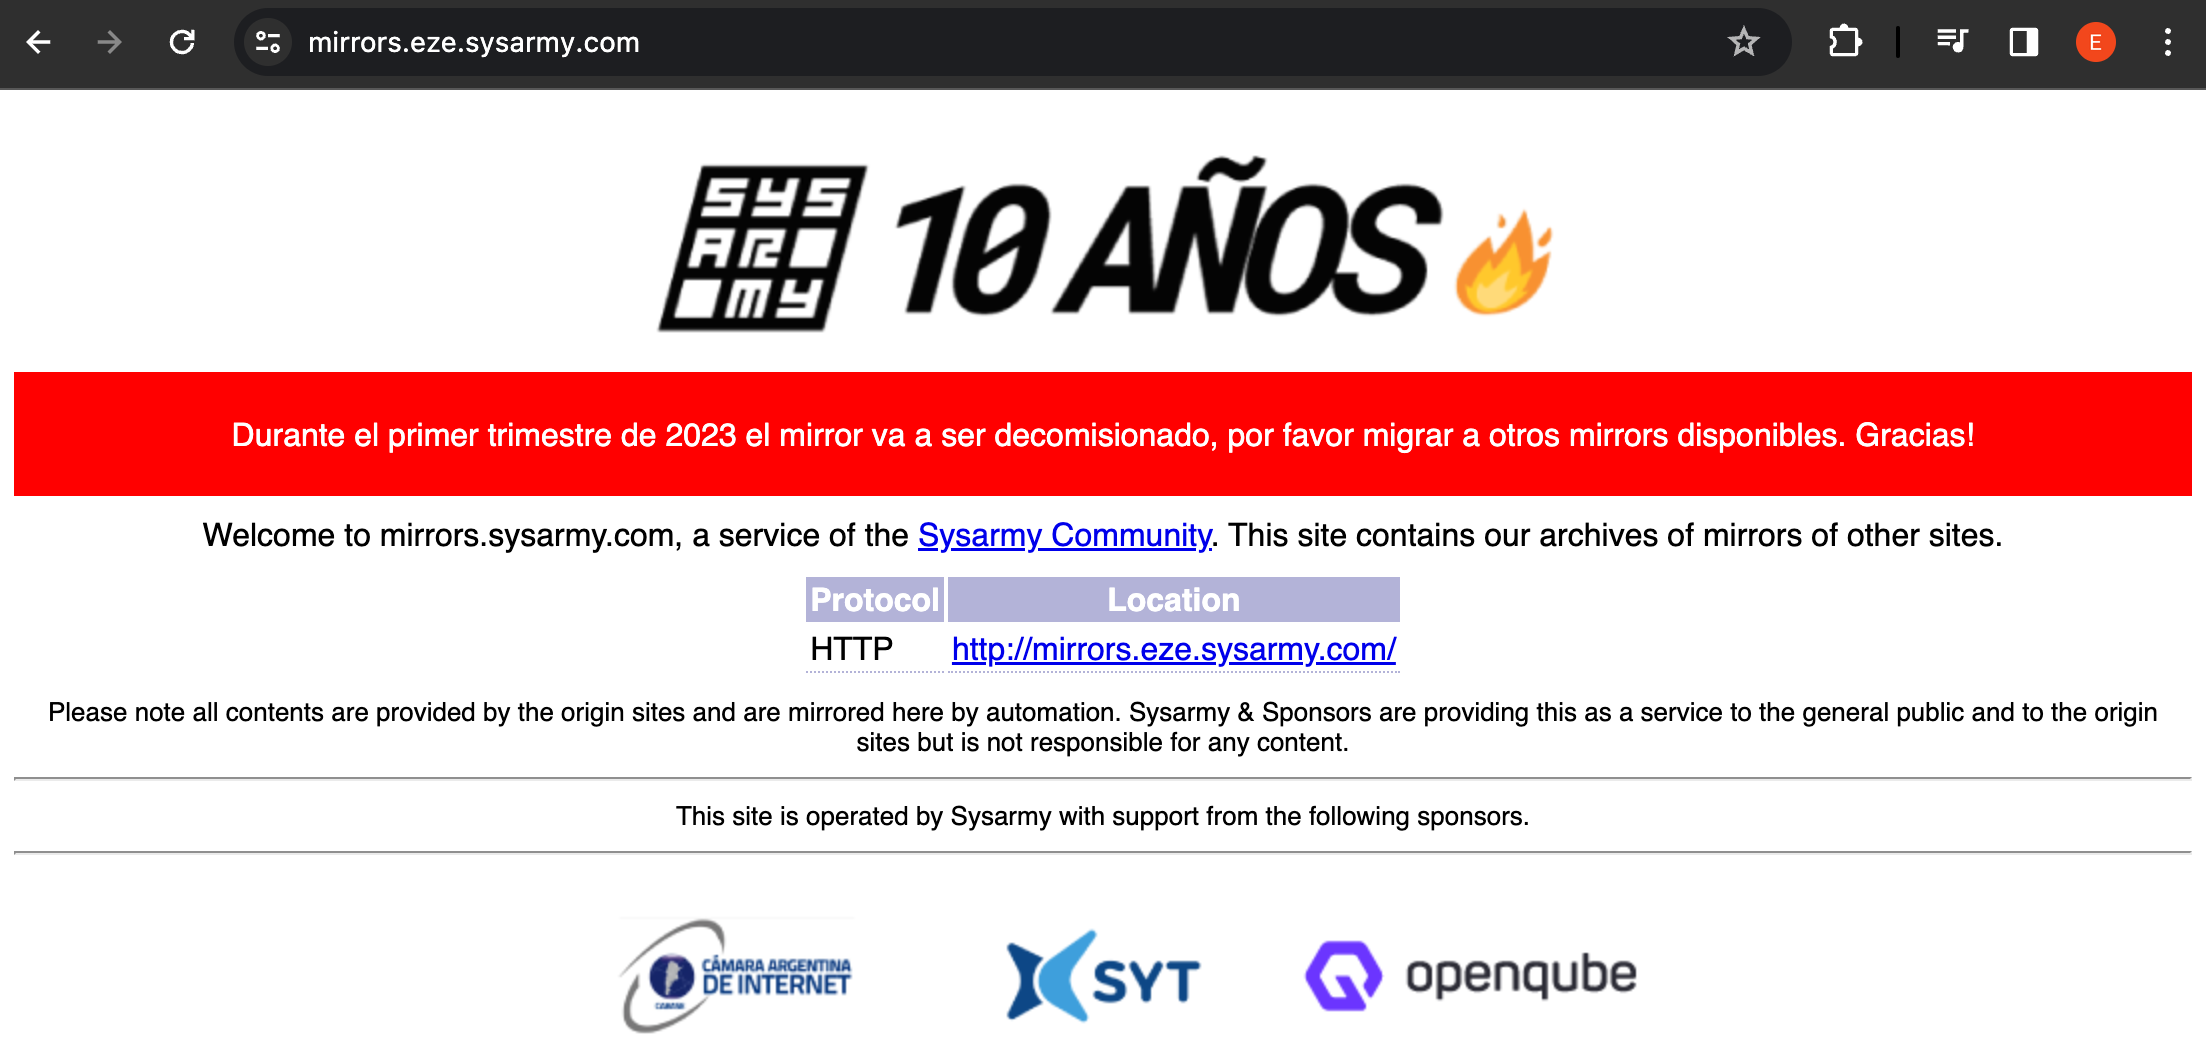 mirrors.eze.sysarmy.com
E
SYS
AR
MY
10 AÑOS
Durante el primer trimestre de 2023 el mirror va a ser decomisionado, por favor migrar a otros mirrors disponibles. Gracias!
Welcome to mirrors.sysarmy.com, a service of the Sysarmy Community. This site contains our archives of mirrors of other sites.
Protocol Location
HTTP http://mirrors.eze.sysarmy.com/
Please note all contents are provided by the origin sites and are mirrored here by automation. Sysarmy & Sponsors are providing this as a service to the general public and to the origin
sites but is not responsible for any content.
This site is operated by Sysarmy with support from the following sponsors.
CÁMARA ARGENTINA
DE INTERNET
SYT
openqube